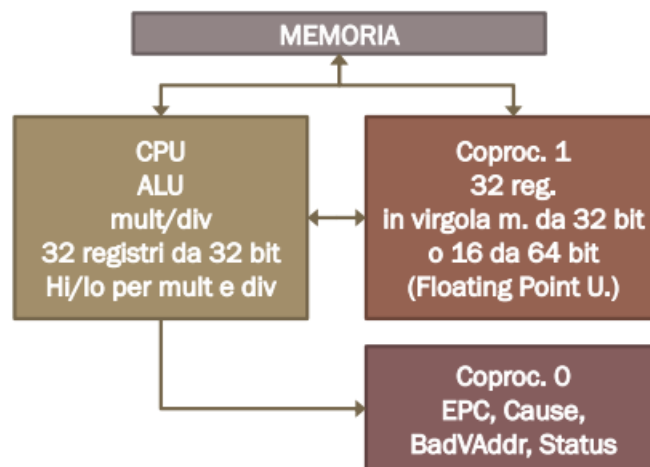 MEMORIA
CPU
ALU
mult/div
32 registri da 32 bit
Hi/lo per mult e div
Coproc. 1
32 reg.
in virgola m. da 32 bit
o 16 da 64 bit
(Floating Point U.)
Coproc. 0
EPC, Cause,
BadVAddr, Status